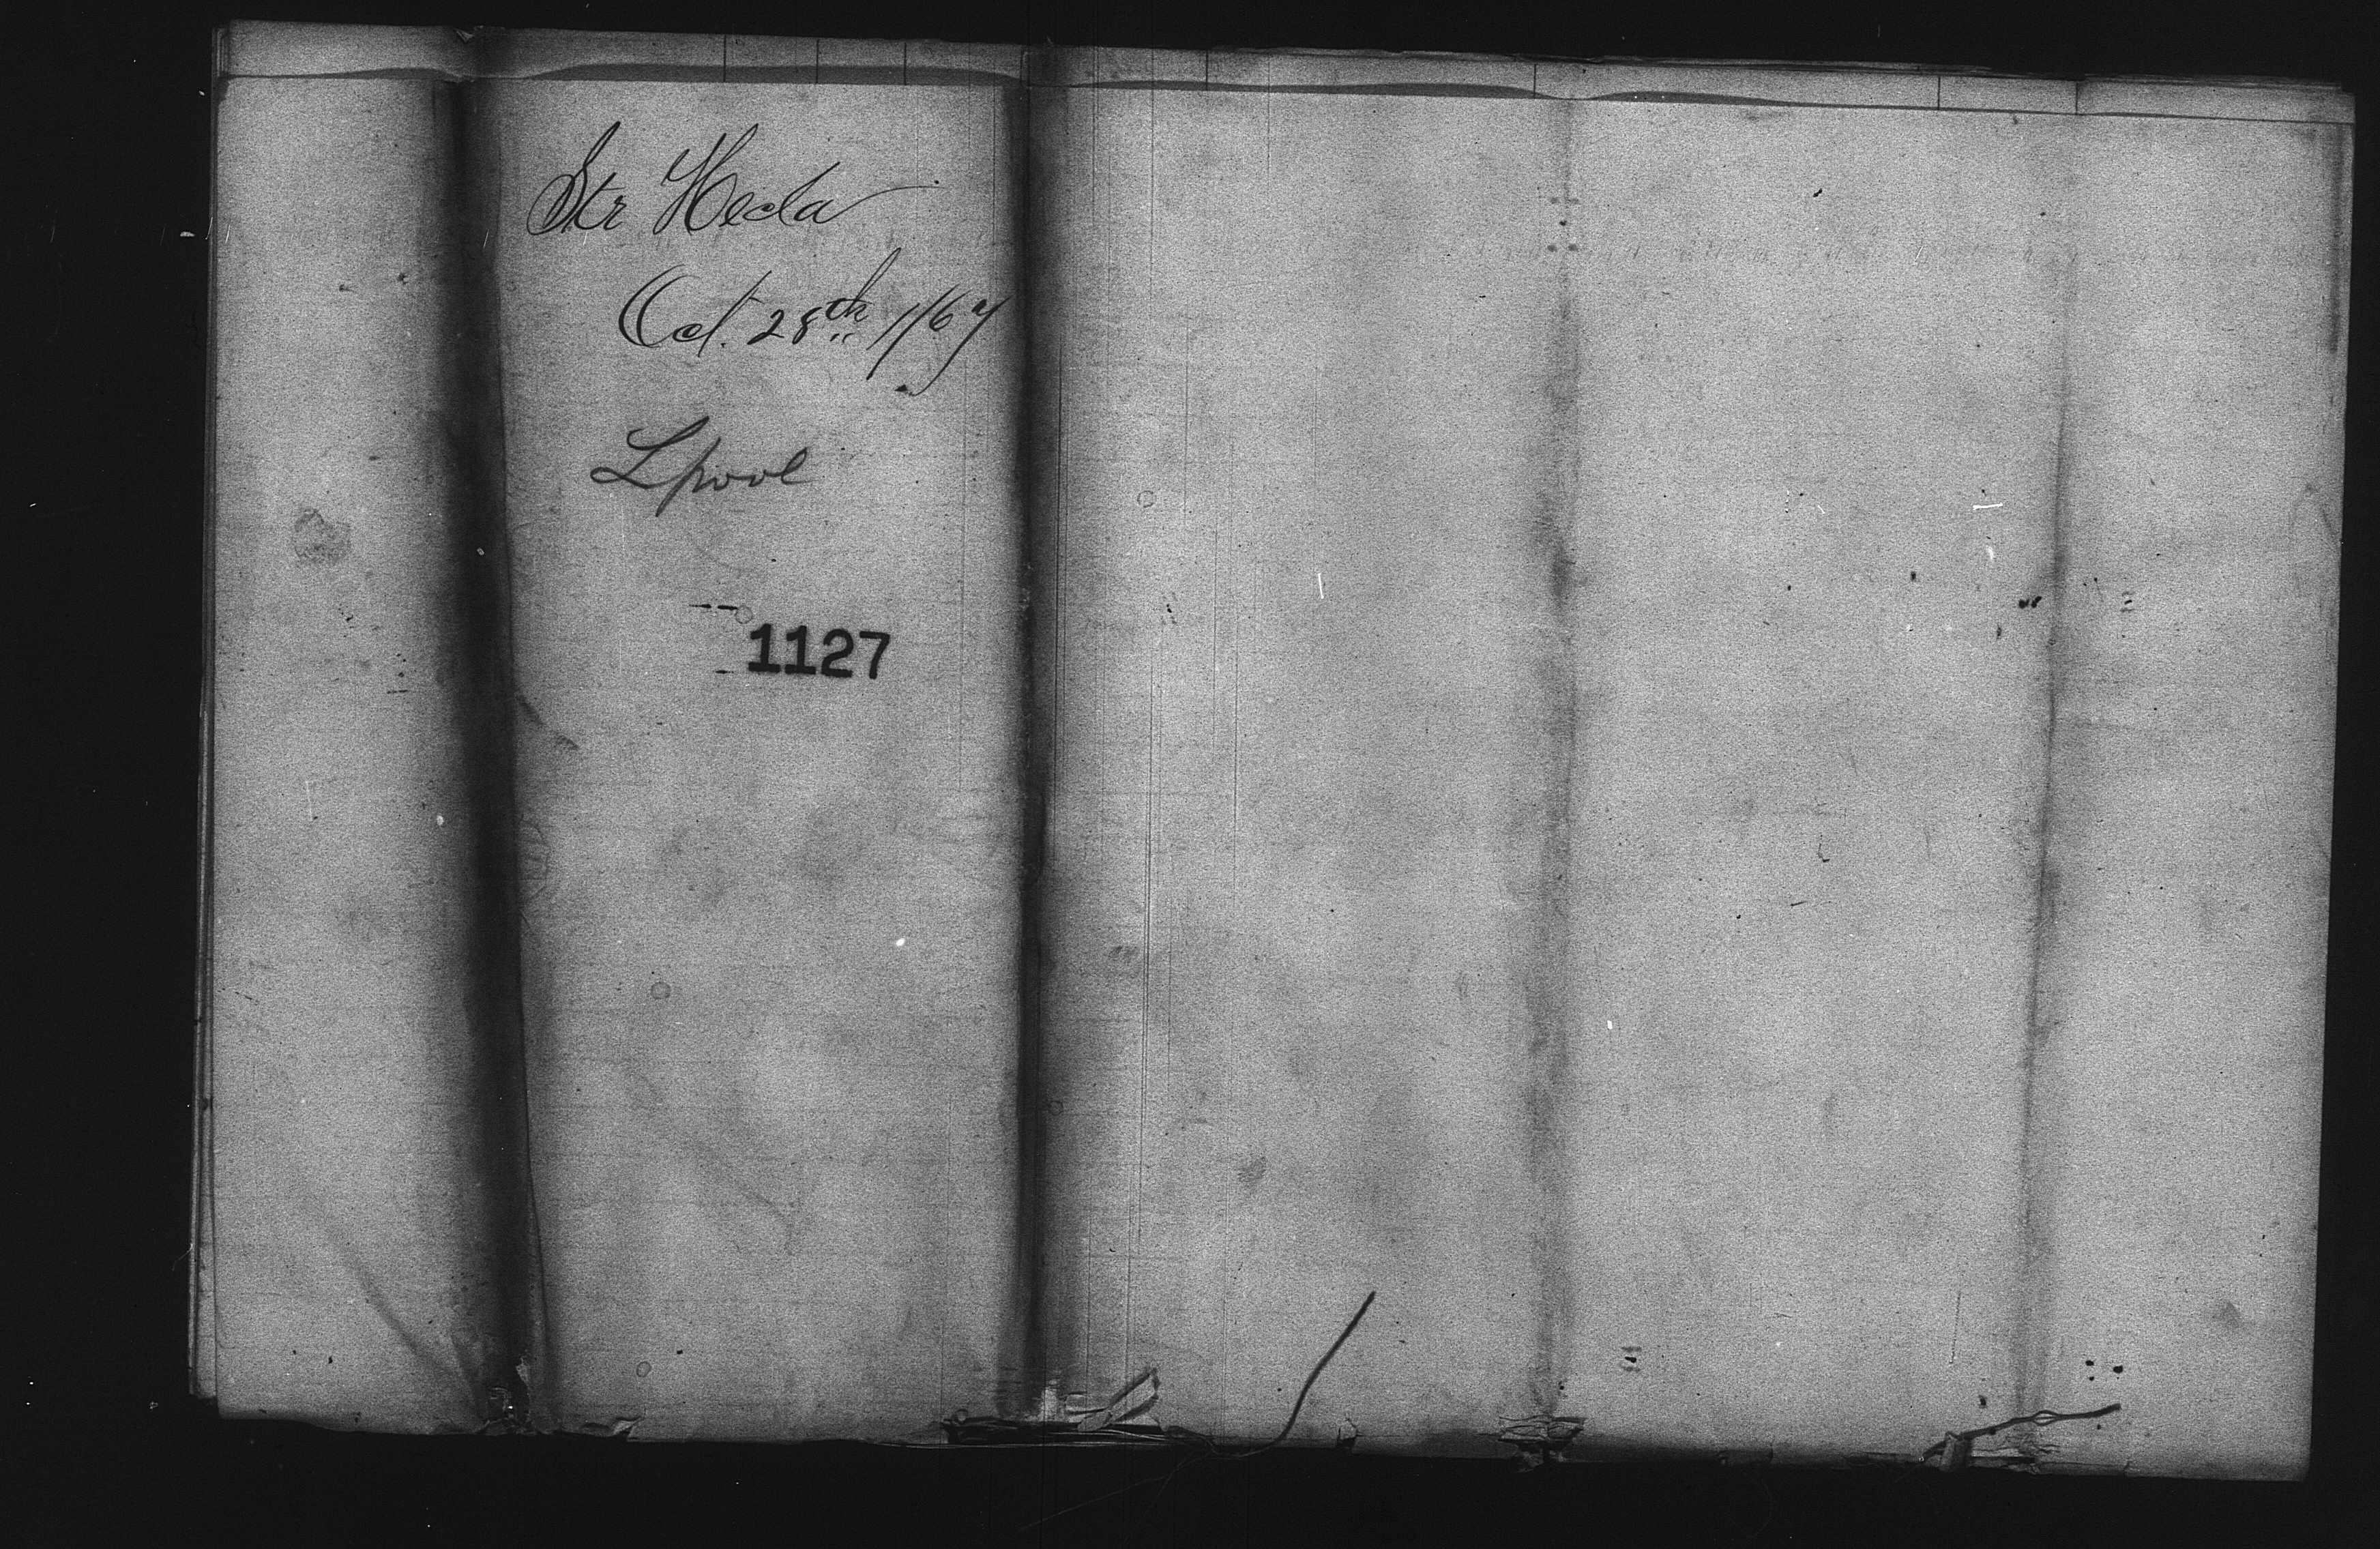 Str Hecla
Oct. 28th /67
Lpool
1127